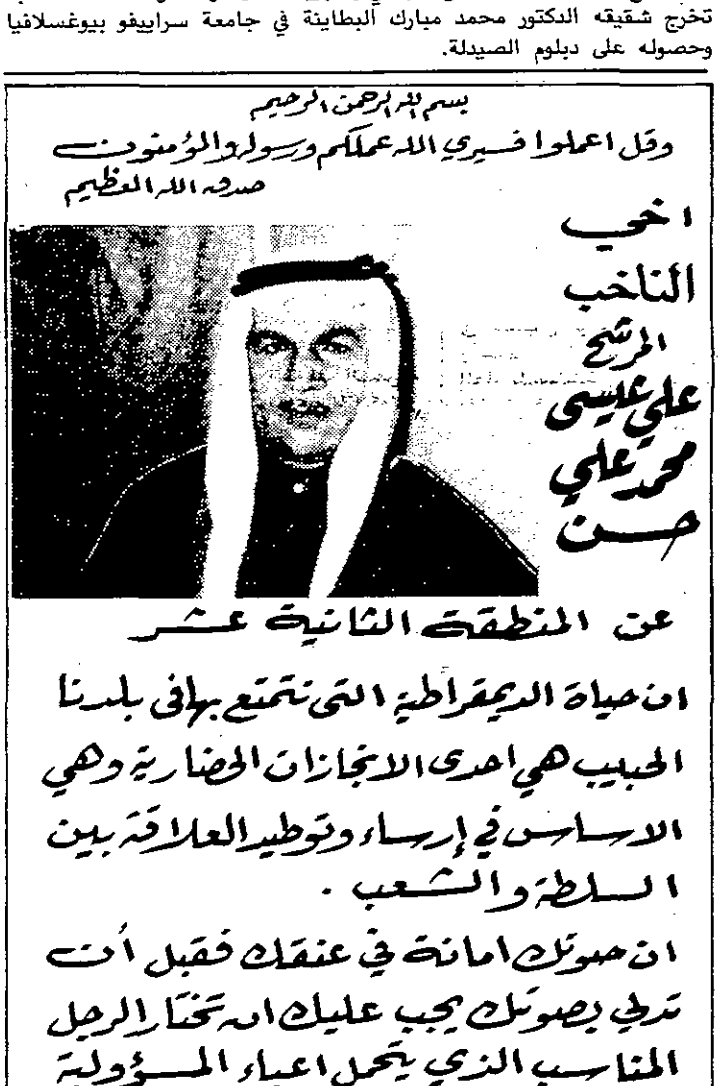 تخرج شقيقه الدكتور محمد مبارك البطاينة في جامعة سراييفو بيوغسلافيا
وحصوله على دبلوم الصيدلة.
بسم الله الرحمن الرحيم
وقل اعملوا فسيرى الله عملكم ورسوله والمؤمنون
صدق الله العظيم
اخي
الناخب
المرشح
علي عيسى
محمد علي
حسن
عن المنطقة الثانية عشر
ان حياة الديمقراطية التى نتمتع بها فى بلدنا
الحبيب هي احدى الانجازات الحضارية وهي
الاساس في إرساء وتوطيد العلاقة بين
السلطة والشعب .
ان صوتك امانة في عنقك فقبل أن
تدلي بصوتك يجب عليك ان تختار الرجل
المناسب الذي يتحمل اعباء المسؤولية